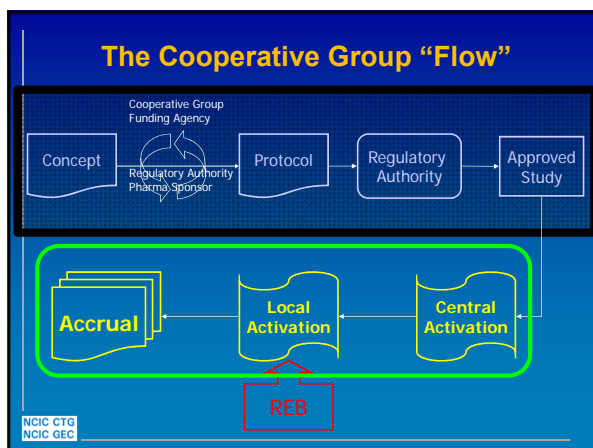 The Cooperative Group “Flow”
Cooperative Group
Funding Agency
Concept
Regulatory Authority
Pharma Sponsor
Protocol
Regulatory
Authority
Approved
Study
Accrual
Local
Activation
Central
Activation
REB
NCIC CTG
NCIC GEC